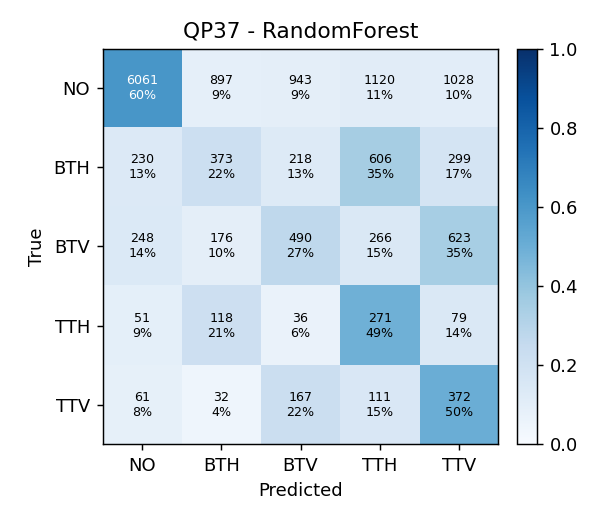 QP37 - RandomForest
True
NO
6061 897 943 1120 1028
60% 9% 9% 11% 10%
BTH
230 373 218 606 299
13% 22% 13% 35% 17%
BTV
248 176 490 266 623
14% 10% 27% 15% 35%
TTH
51 118 36 271 79
9% 21% 6% 49% 14%
TTV
61 32 167 111 372
8% 4% 22% 15% 50%
NO BTH BTV TTH TTV
Predicted
1.0
0.8
0.6
0.4
0.2
0.0